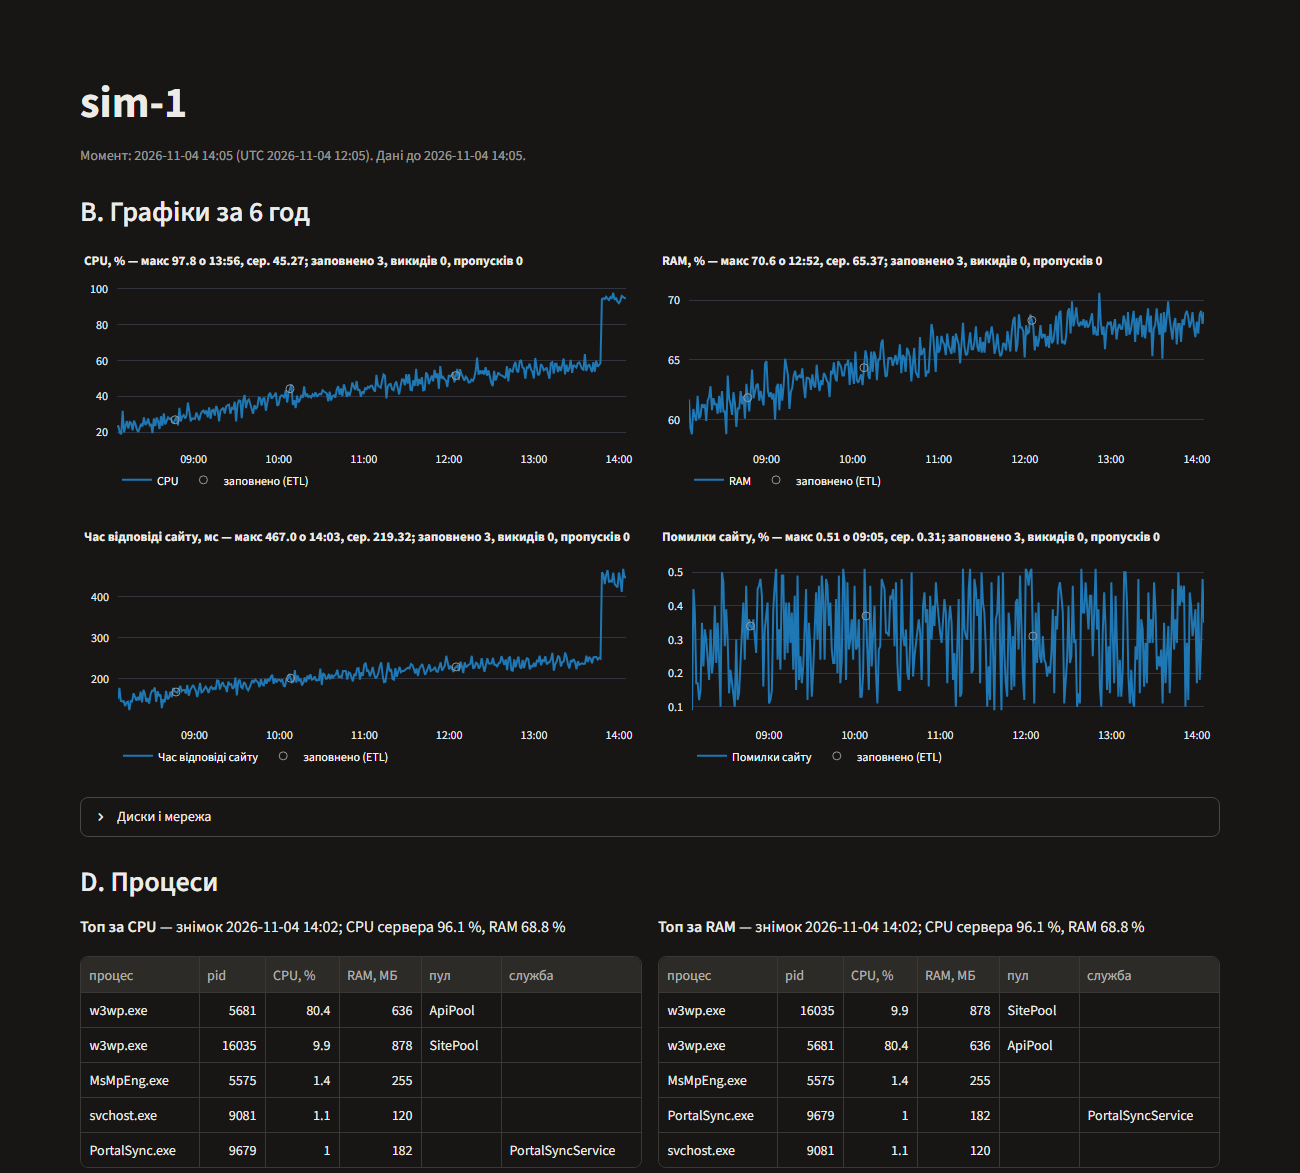 sim-1
Момент: 2026-11-04 14:05 (UTC 2026-11-04 12:05). Дані до 2026-11-04 14:05.
B. Графіки за 6 год
CPU, % — макс 97.8 о 13:56, сер. 45.27; заповнено 3, викидів 0, пропусків 0
100
80
60
40
20
09:00 10:00 11:00 12:00 13:00 14:00
CPU заповнено (ETL)
RAM, % — макс 70.6 о 12:52, сер. 65.37; заповнено 3, викидів 0, пропусків 0
70
65
60
09:00 10:00 11:00 12:00 13:00 14:00
RAM заповнено (ETL)
Час відповіді сайту, мс — макс 467.0 о 14:03, сер. 219.32; заповнено 3, викидів 0, пропусків 0
400
300
200
09:00 10:00 11:00 12:00 13:00 14:00
Час відповіді сайту заповнено (ETL)
Помилки сайту, % — макс 0.51 о 09:05, сер. 0.31; заповнено 3, викидів 0, пропусків 0
0.5
0.4
0.3
0.2
0.1
09:00 10:00 11:00 12:00 13:00 14:00
Помилки сайту заповнено (ETL)
Диски і мережа
D. Процеси
Топ за CPU — знімок 2026-11-04 14:02; CPU сервера 96.1 %, RAM 68.8 %
процес pid CPU, % RAM, МБ пул служба
w3wp.exe 5681 80.4 636 ApiPool
w3wp.exe 16035 9.9 878 SitePool
MsMpEng.exe 5575 1.4 255
svchost.exe 9081 1.1 120
PortalSync.exe 9679 1 182 PortalSyncService
Топ за RAM — знімок 2026-11-04 14:02; CPU сервера 96.1 %, RAM 68.8 %
процес pid CPU, % RAM, МБ пул служба
w3wp.exe 16035 9.9 878 SitePool
w3wp.exe 5681 80.4 636 ApiPool
MsMpEng.exe 5575 1.4 255
PortalSync.exe 9679 1 182 PortalSyncService
svchost.exe 9081 1.1 120